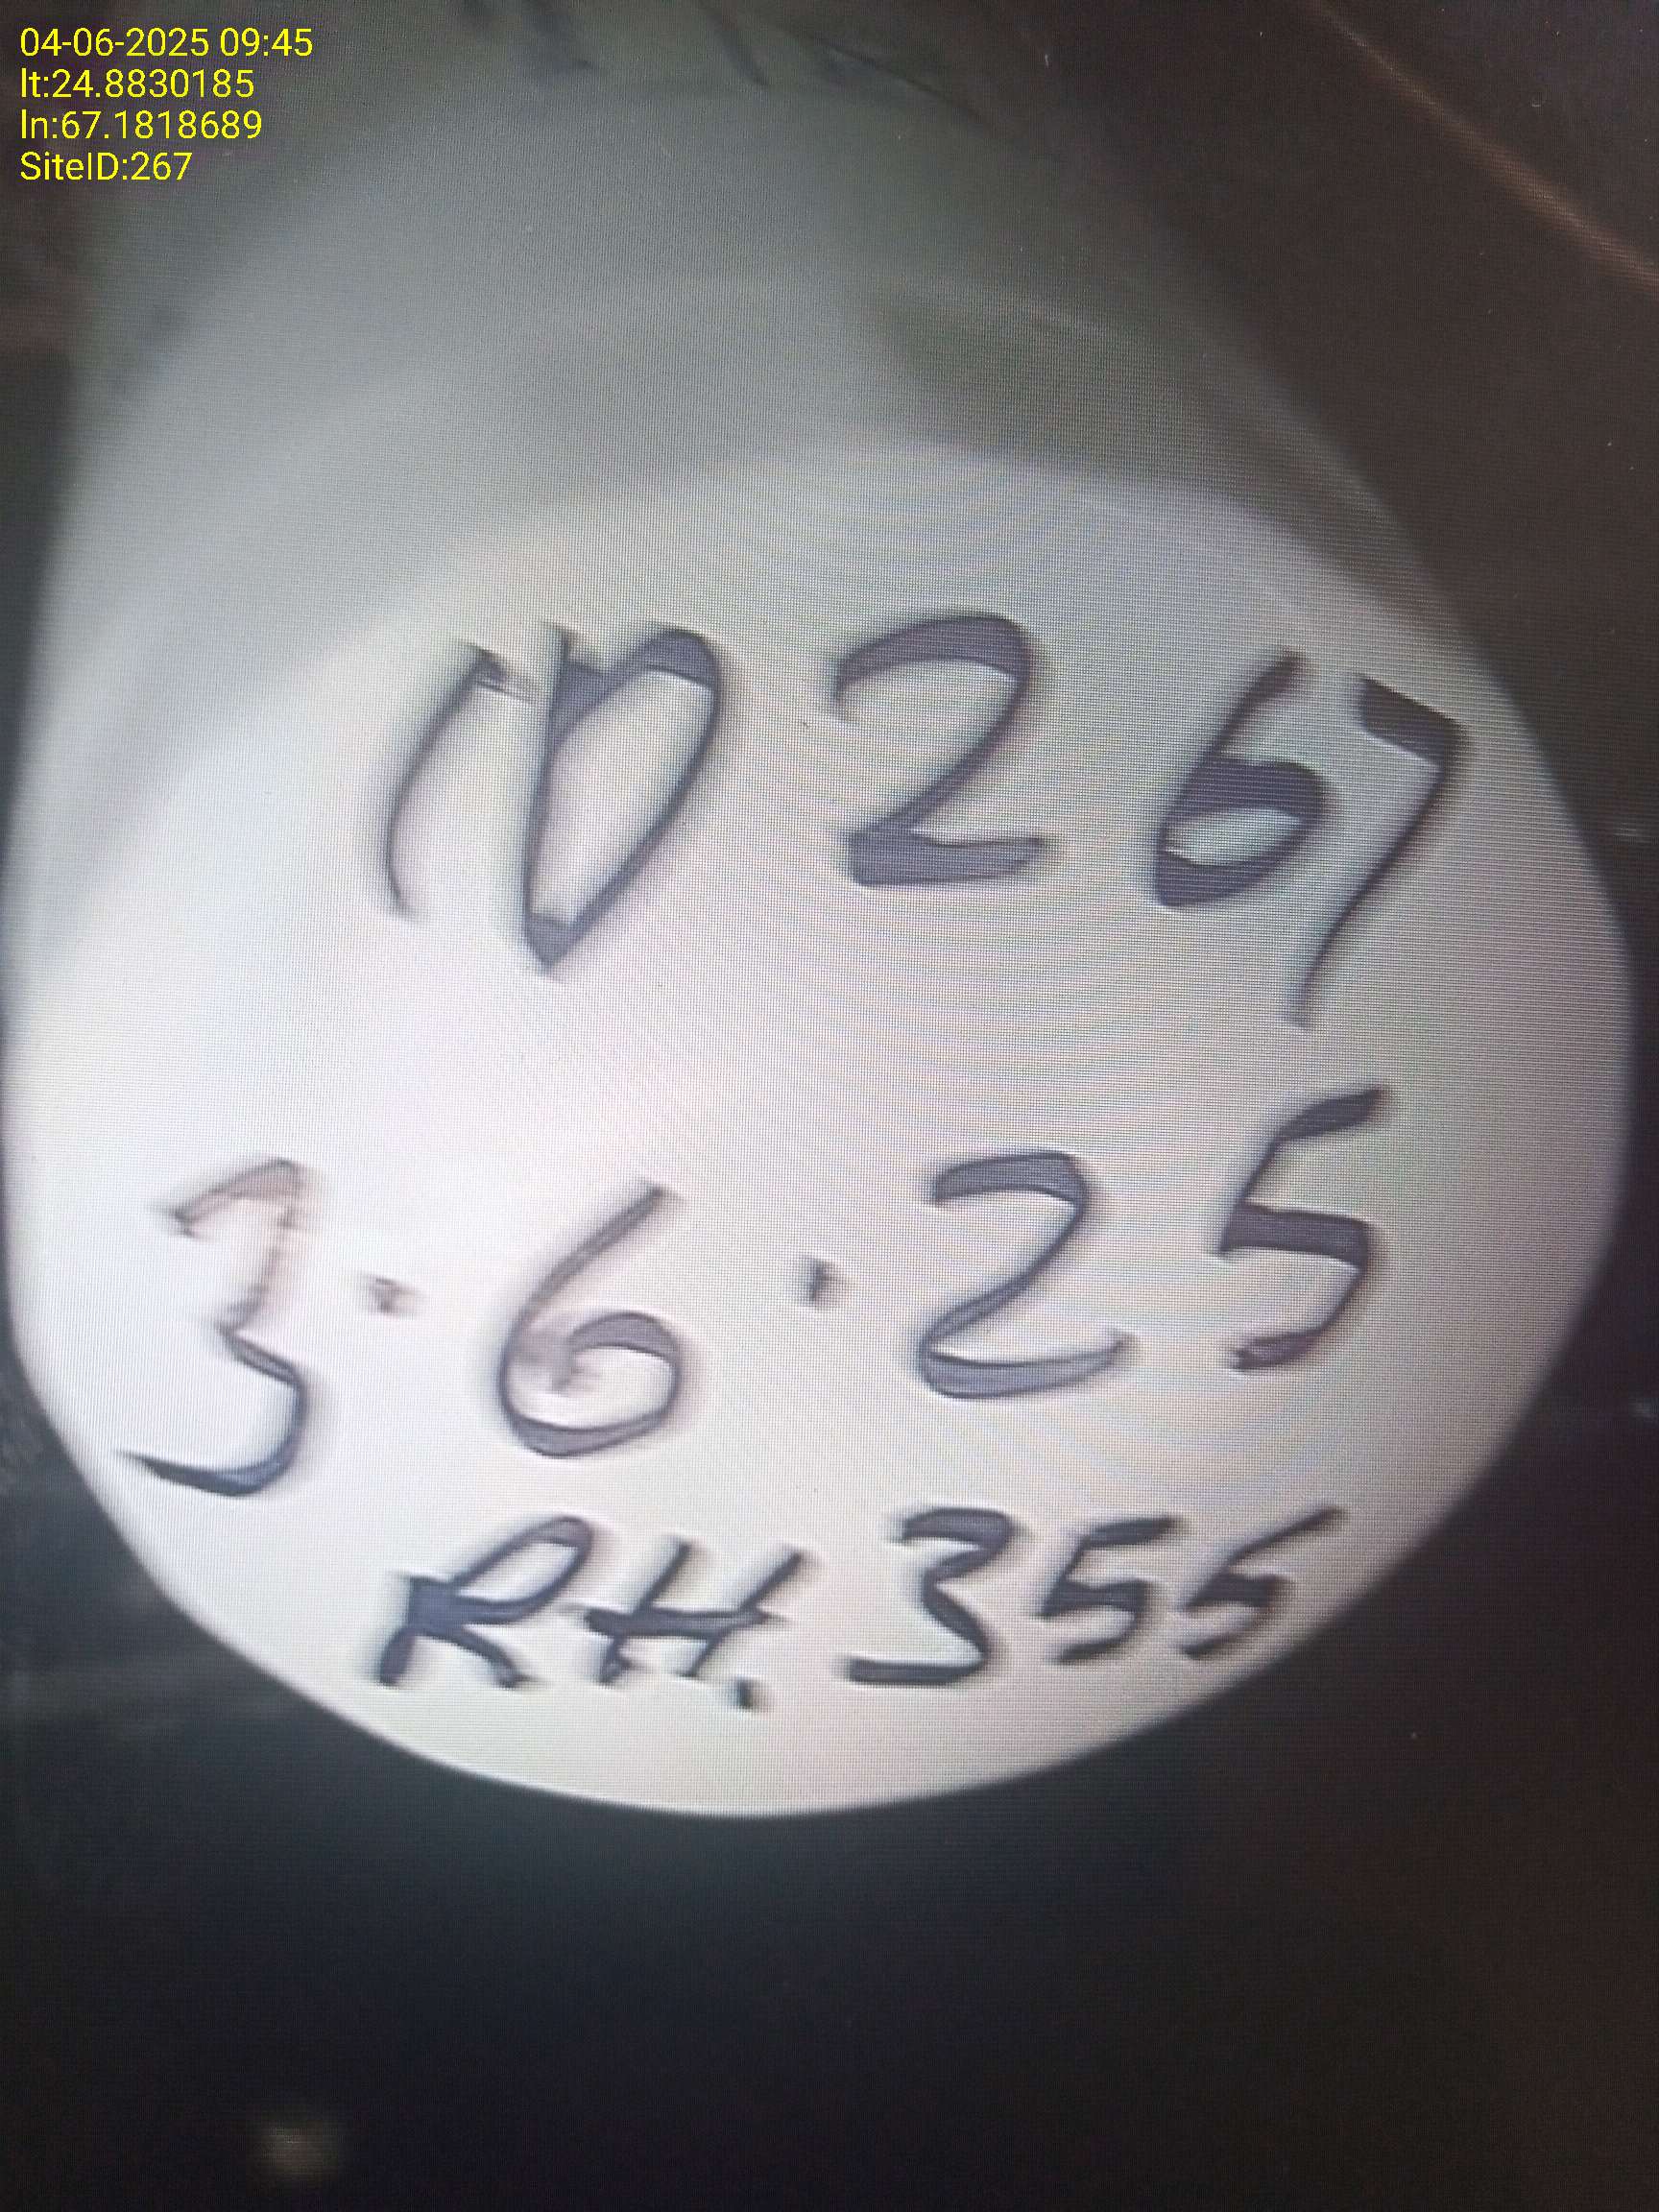 04-06-2025 09:45
lt:24.8830185
ln:67.1818689
SiteID:267
ID 267
3.6.25
RH.355